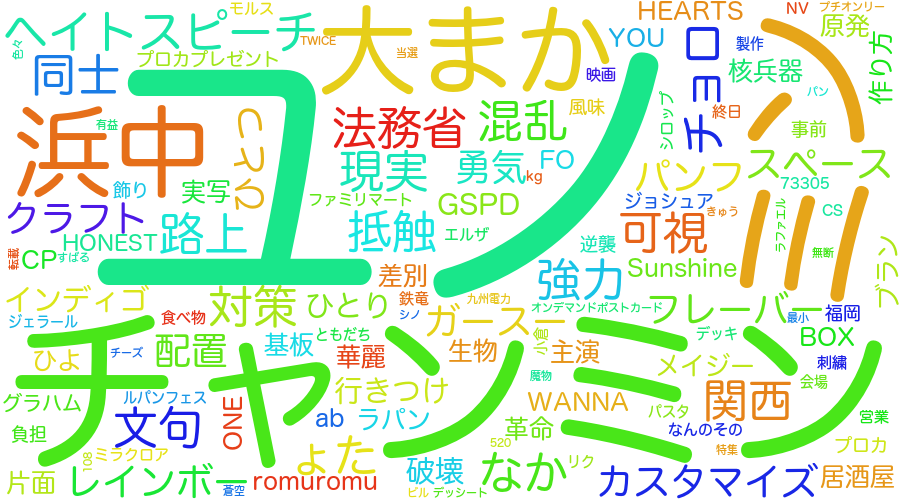 ヘイトスピーチ
モルス
TWICE
色々
プロカプレゼント
同士
大まか
当選
映画
HEARTS
NV
プチオンリー
YOU
チョロ
製作
原発
核兵器
作り方
パン
ミ
ユン
浜中
有益
CRΩ
法務省
混乱
風味
シロップ
終日
事前
現実
勇気
FO
kg
パンフ
スペース
73305
飾り
実写
ファミリマート
GSPD
ジョシュア
きゅう
CS
クラフト
路上
抵触
エルザ
逆襲
可視
ラファエル
無断
転載
CP
すばる
HONEST
差別
強力
Sunshine
ブラン
インディゴ
対策
ひとり
鉄竜
九州電力
オンデマンドポストカード
フレーバー
最小
福岡
ジェラール
食べ物
ともだち
シノ
ガースー
小倉
デッキ
BOX
チャンミン
ひよ
チーズ
配置
基板
華麗
生物
主演
メイジー
刺繍
会場
魔物
グラハム
ルパンフェス
行きつけ
WANNA
関西
パスタ
営業
負担
文句
ONE
ab
ラパン
革命
なんのその
特集
プロカ
片面
108
ミラクロア
ょた
破壊
520
なか
リク
居酒屋
レインボー
蒼空
romuromu
ビル
デッシート
カスタマイズ